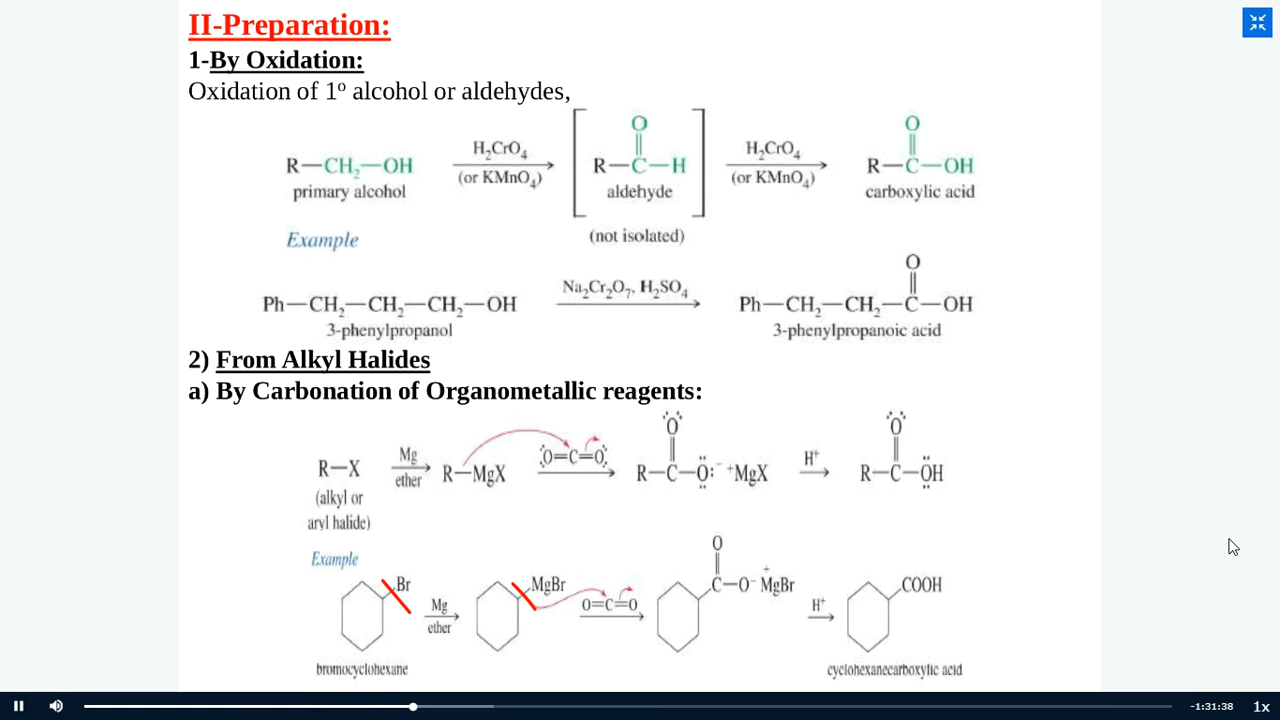 II-Preparation:
1-By Oxidation:
Oxidation of 1º alcohol or aldehydes,
R—CH₂—OH
primary alcohol
H₂CrO₄
(or KMnO₄)
O
R—C—H
aldehyde
(not isolated)
H₂CrO₄
(or KMnO₄)
O
R—C—OH
carboxylic acid
Example
Ph—CH₂—CH₂—CH₂—OH
3-phenylpropanol
Na₂Cr₂O₇, H₂SO₄
O
Ph—CH₂—CH₂—C—OH
3-phenylpropanoic acid
2) From Alkyl Halides
a) By Carbonation of Organometallic reagents:
R—X
(alkyl or
aryl halide)
Mg
ether
R—MgX
O=C=O
O
R—C—O:⁻ ⁺MgX
H⁺
O
R—C—OH
Example
Br
bromocyclohexane
Mg
ether
MgBr
O=C=O
O
C—O⁻ MgBr
+
H⁺
COOH
cyclohexanecarboxylic acid
-1:31:38
1x